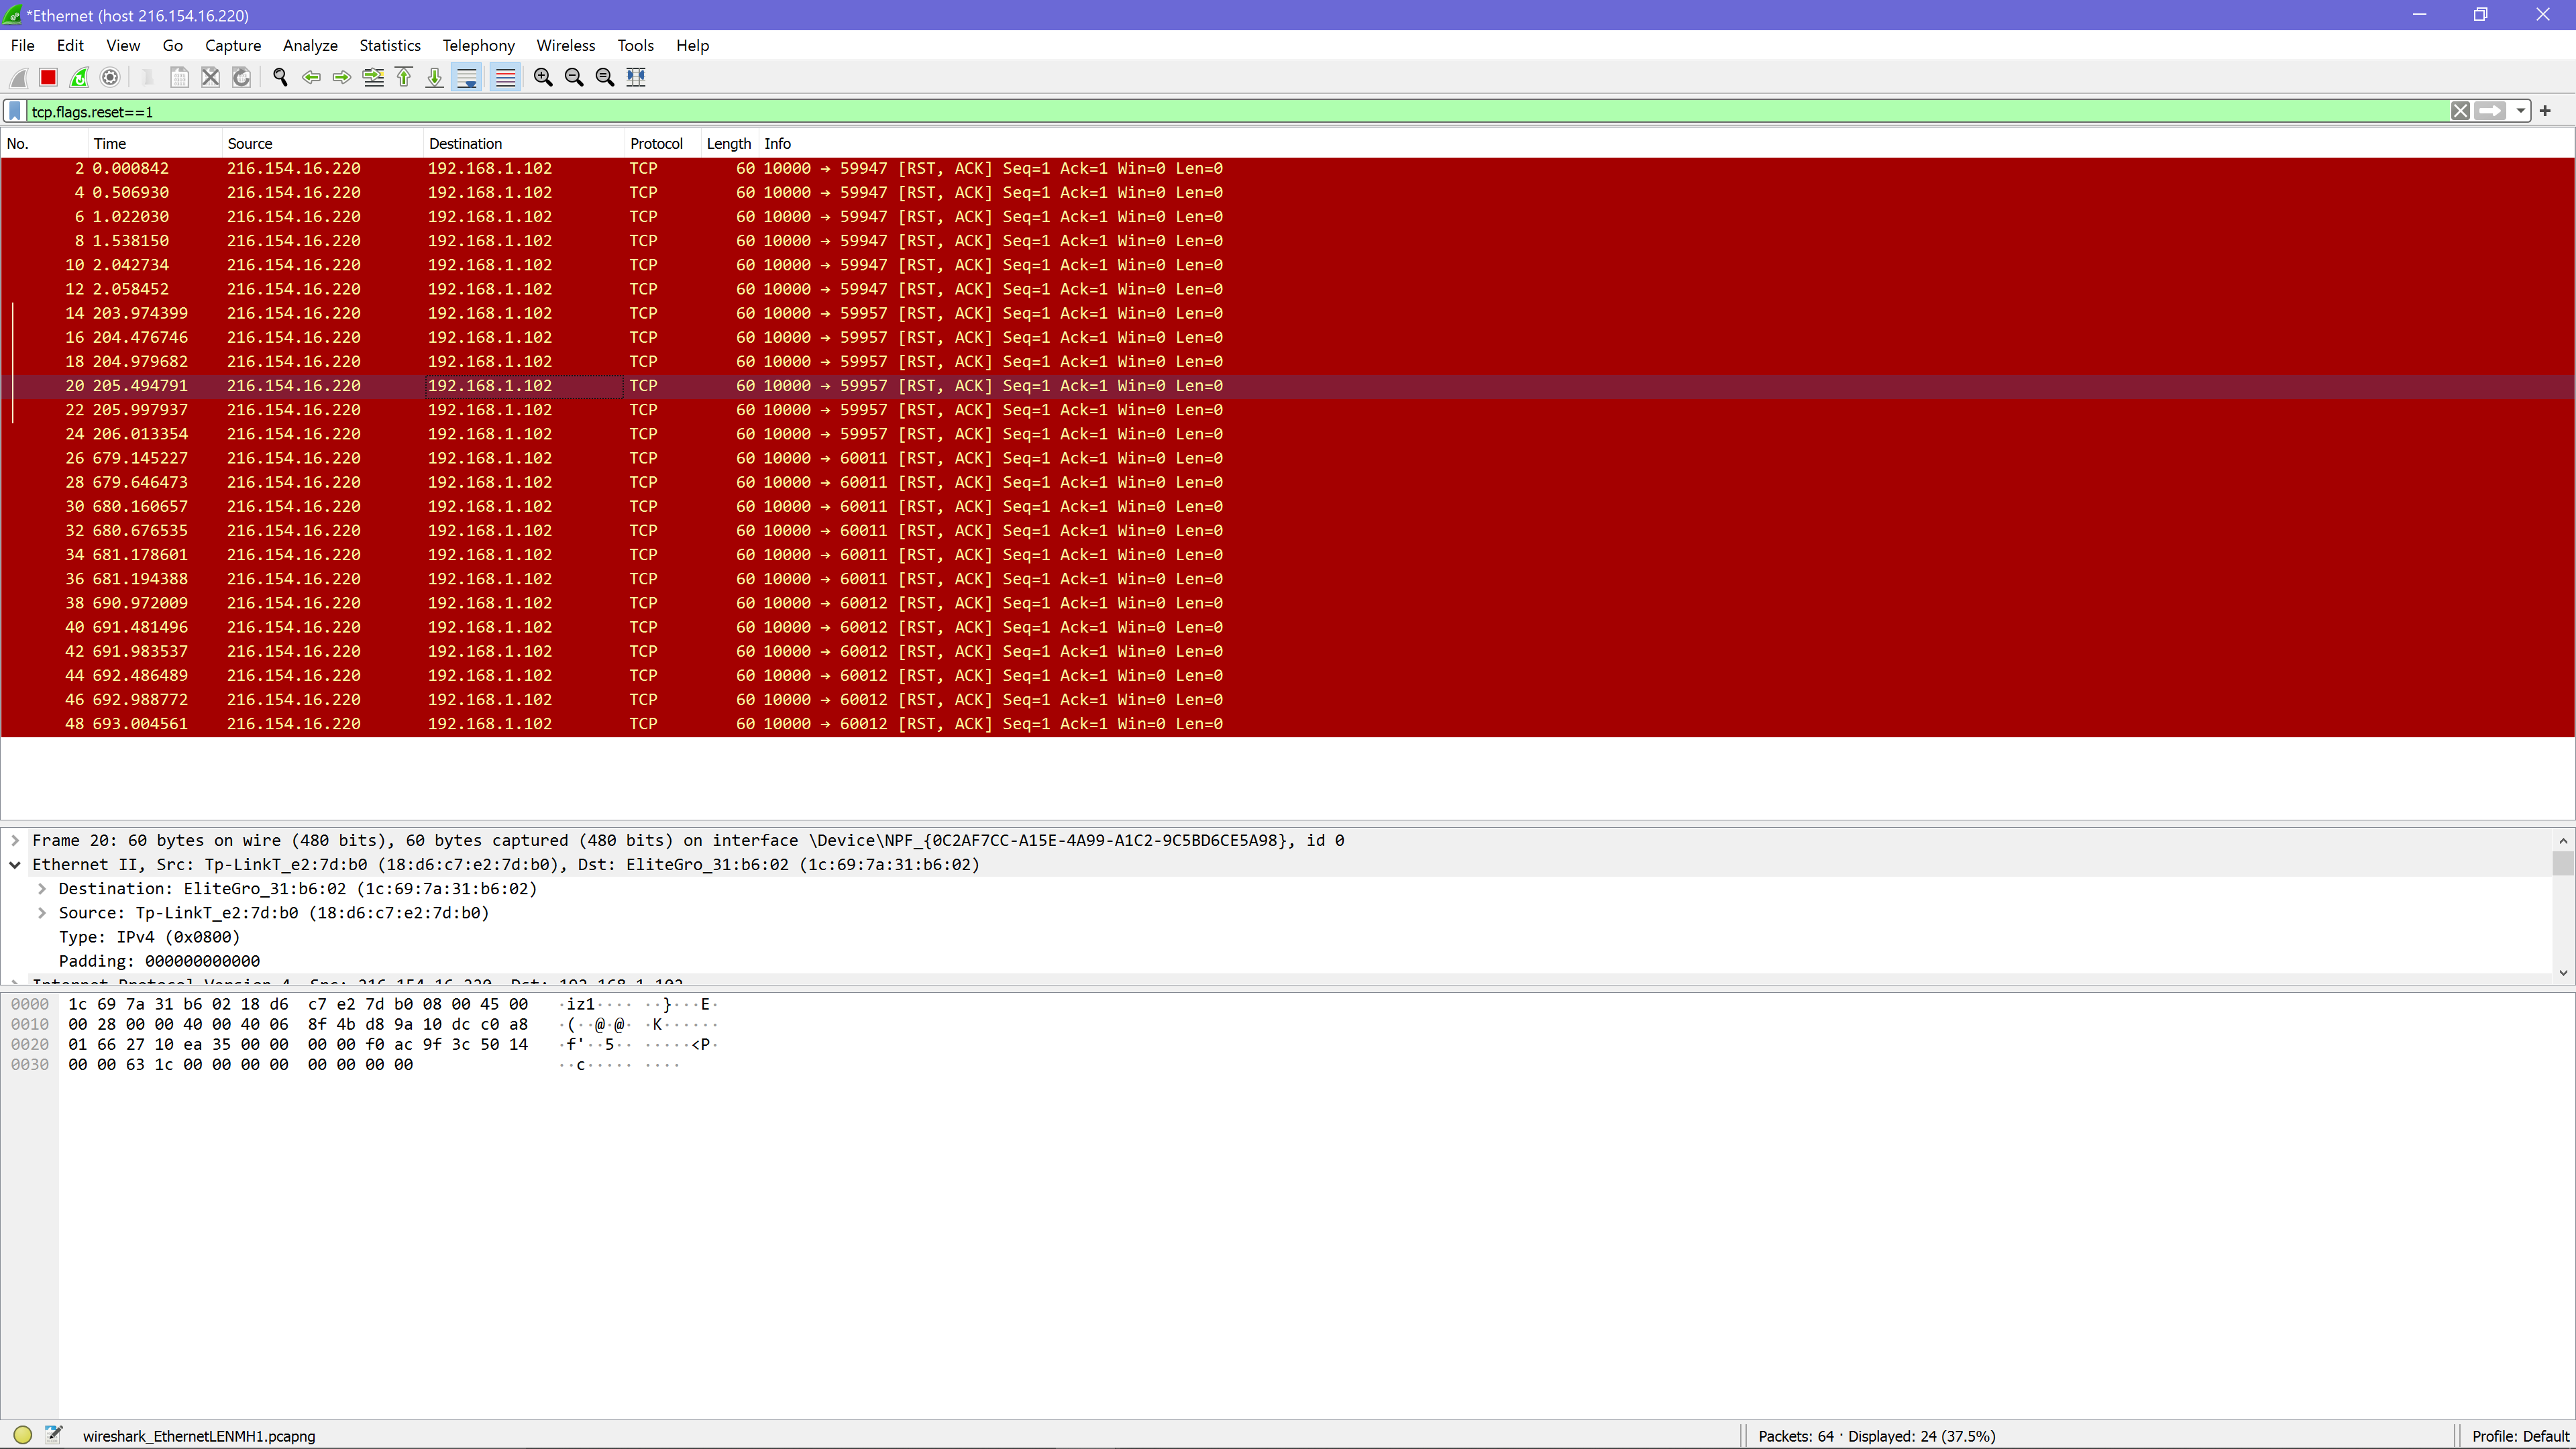 *Ethernet (host 216.154.16.220)
File Edit View Go Capture Analyze Statistics Telephony Wireless Tools Help
tcp.flags.reset==1
No. Time Source Destination Protocol Length Info
2 0.000842 216.154.16.220 192.168.1.102 TCP 60 10000 → 59947 [RST, ACK] Seq=1 Ack=1 Win=0 Len=0
4 0.506930 216.154.16.220 192.168.1.102 TCP 60 10000 → 59947 [RST, ACK] Seq=1 Ack=1 Win=0 Len=0
6 1.022030 216.154.16.220 192.168.1.102 TCP 60 10000 → 59947 [RST, ACK] Seq=1 Ack=1 Win=0 Len=0
8 1.538150 216.154.16.220 192.168.1.102 TCP 60 10000 → 59947 [RST, ACK] Seq=1 Ack=1 Win=0 Len=0
10 2.042734 216.154.16.220 192.168.1.102 TCP 60 10000 → 59947 [RST, ACK] Seq=1 Ack=1 Win=0 Len=0
12 2.058452 216.154.16.220 192.168.1.102 TCP 60 10000 → 59947 [RST, ACK] Seq=1 Ack=1 Win=0 Len=0
14 203.974399 216.154.16.220 192.168.1.102 TCP 60 10000 → 59957 [RST, ACK] Seq=1 Ack=1 Win=0 Len=0
16 204.476746 216.154.16.220 192.168.1.102 TCP 60 10000 → 59957 [RST, ACK] Seq=1 Ack=1 Win=0 Len=0
18 204.979682 216.154.16.220 192.168.1.102 TCP 60 10000 → 59957 [RST, ACK] Seq=1 Ack=1 Win=0 Len=0
20 205.494791 216.154.16.220 192.168.1.102 TCP 60 10000 → 59957 [RST, ACK] Seq=1 Ack=1 Win=0 Len=0
22 205.997937 216.154.16.220 192.168.1.102 TCP 60 10000 → 59957 [RST, ACK] Seq=1 Ack=1 Win=0 Len=0
24 206.013354 216.154.16.220 192.168.1.102 TCP 60 10000 → 59957 [RST, ACK] Seq=1 Ack=1 Win=0 Len=0
26 679.145227 216.154.16.220 192.168.1.102 TCP 60 10000 → 60011 [RST, ACK] Seq=1 Ack=1 Win=0 Len=0
28 679.646473 216.154.16.220 192.168.1.102 TCP 60 10000 → 60011 [RST, ACK] Seq=1 Ack=1 Win=0 Len=0
30 680.160657 216.154.16.220 192.168.1.102 TCP 60 10000 → 60011 [RST, ACK] Seq=1 Ack=1 Win=0 Len=0
32 680.676535 216.154.16.220 192.168.1.102 TCP 60 10000 → 60011 [RST, ACK] Seq=1 Ack=1 Win=0 Len=0
34 681.178601 216.154.16.220 192.168.1.102 TCP 60 10000 → 60011 [RST, ACK] Seq=1 Ack=1 Win=0 Len=0
36 681.194388 216.154.16.220 192.168.1.102 TCP 60 10000 → 60011 [RST, ACK] Seq=1 Ack=1 Win=0 Len=0
38 690.972009 216.154.16.220 192.168.1.102 TCP 60 10000 → 60012 [RST, ACK] Seq=1 Ack=1 Win=0 Len=0
40 691.481496 216.154.16.220 192.168.1.102 TCP 60 10000 → 60012 [RST, ACK] Seq=1 Ack=1 Win=0 Len=0
42 691.983537 216.154.16.220 192.168.1.102 TCP 60 10000 → 60012 [RST, ACK] Seq=1 Ack=1 Win=0 Len=0
44 692.486489 216.154.16.220 192.168.1.102 TCP 60 10000 → 60012 [RST, ACK] Seq=1 Ack=1 Win=0 Len=0
46 692.988772 216.154.16.220 192.168.1.102 TCP 60 10000 → 60012 [RST, ACK] Seq=1 Ack=1 Win=0 Len=0
48 693.004561 216.154.16.220 192.168.1.102 TCP 60 10000 → 60012 [RST, ACK] Seq=1 Ack=1 Win=0 Len=0
Frame 20: 60 bytes on wire (480 bits), 60 bytes captured (480 bits) on interface \Device\NPF_{0C2AF7CC-A15E-4A99-A1C2-9C5BD6CE5A98}, id 0
Ethernet II, Src: Tp-LinkT_e2:7d:b0 (18:d6:c7:e2:7d:b0), Dst: EliteGro_31:b6:02 (1c:69:7a:31:b6:02)
Destination: EliteGro_31:b6:02 (1c:69:7a:31:b6:02)
Source: Tp-LinkT_e2:7d:b0 (18:d6:c7:e2:7d:b0)
Type: IPv4 (0x0800)
Padding: 000000000000
Internet Protocol Version 4, Src: 216.154.16.220, Dst: 192.168.1.102
0000 1c 69 7a 31 b6 02 18 d6 c7 e2 7d b0 08 00 45 00 ·iz1···· ··}···E·
0010 00 28 00 00 40 00 40 06 8f 4b d8 9a 10 dc c0 a8 ·(··@·@· ·K······
0020 01 66 27 10 ea 35 00 00 00 00 f0 ac 9f 3c 50 14 ·f'··5·· ·····<P·
0030 00 00 63 1c 00 00 00 00 00 00 00 00 ··c····· ····
wireshark_EthernetLENMH1.pcapng Packets: 64 · Displayed: 24 (37.5%) Profile: Default